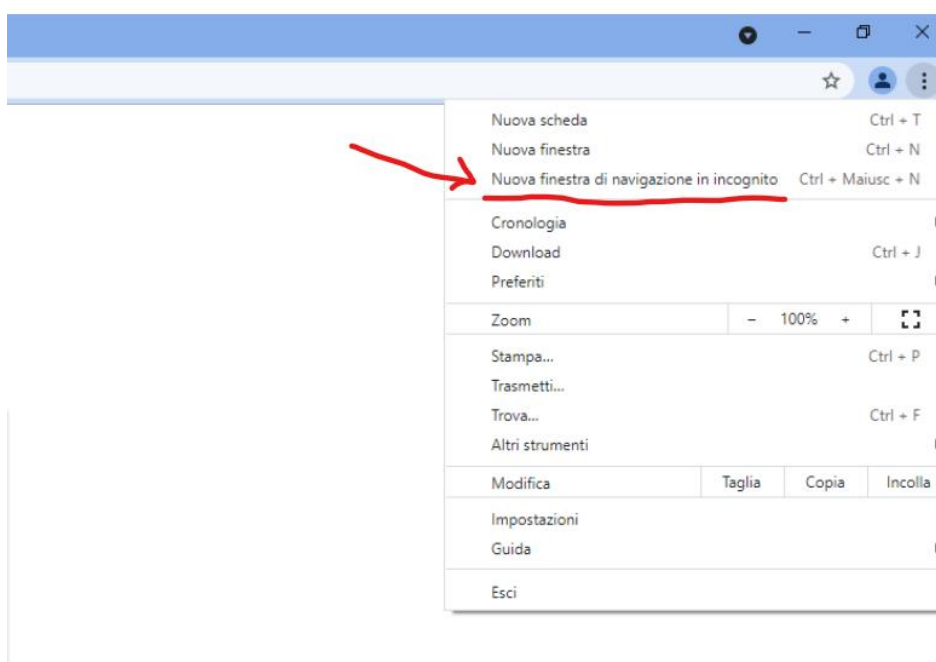 Nuova scheda Ctrl + T
Nuova finestra Ctrl + N
Nuova finestra di navigazione in incognito Ctrl + Maiusc + N
Cronologia
Download Ctrl + J
Preferiti
Zoom - 100% +
Stampa... Ctrl + P
Trasmetti...
Trova... Ctrl + F
Altri strumenti
Modifica Taglia Copia Incolla
Impostazioni
Guida
Esci